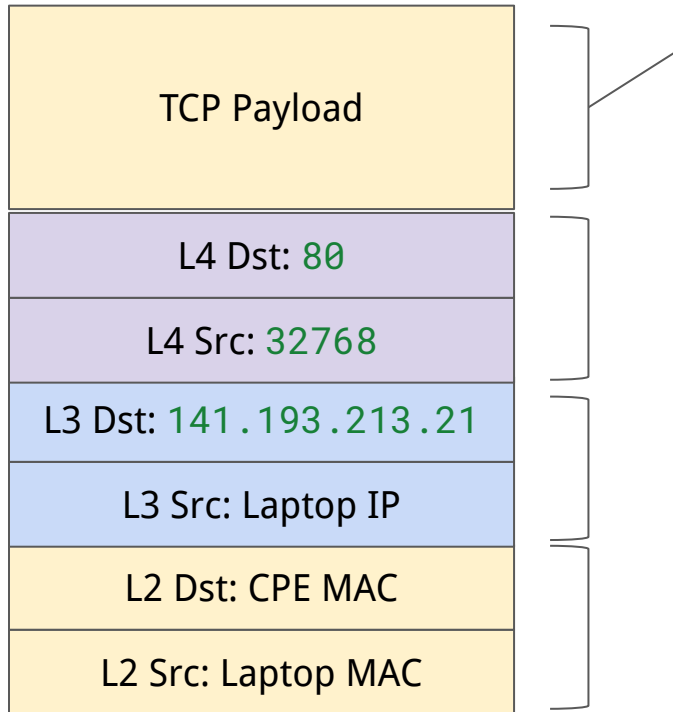 TCP Payload
L4 Dst: 80
L4 Src: 32768
L3 Dst: 141.193.213.21
L3 Src: Laptop IP
L2 Dst: CPE MAC
L2 Src: Laptop MAC